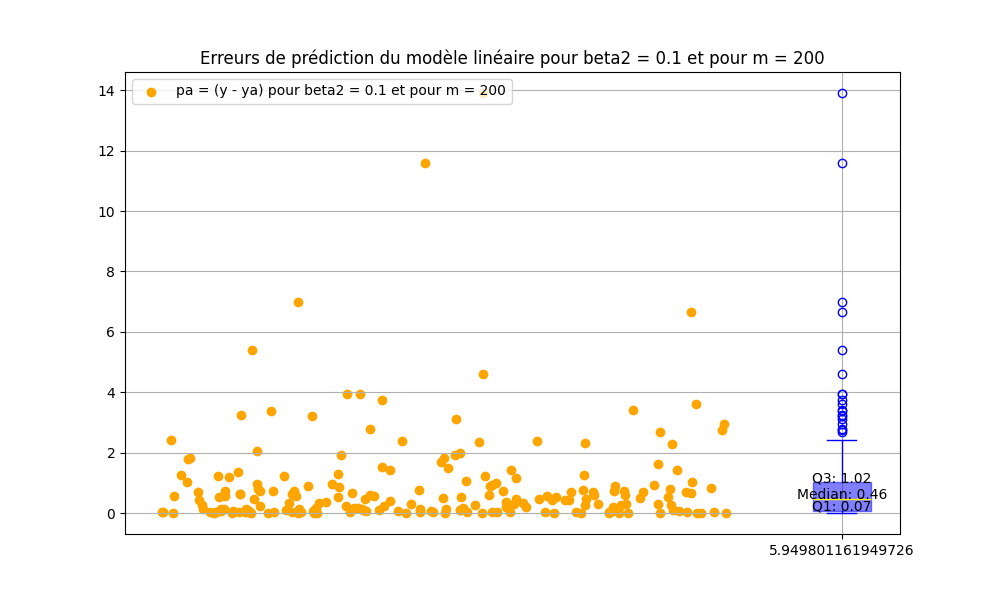 Erreurs de prédiction du modèle linéaire pour beta2 = 0.1 et pour m = 200
pa = (y - ya) pour beta2 = 0.1 et pour m = 200
14
12
10
8
6
4
2
0
Q3: 1.02
Median: 0.46
Q1: 0.07
5.949801161949726